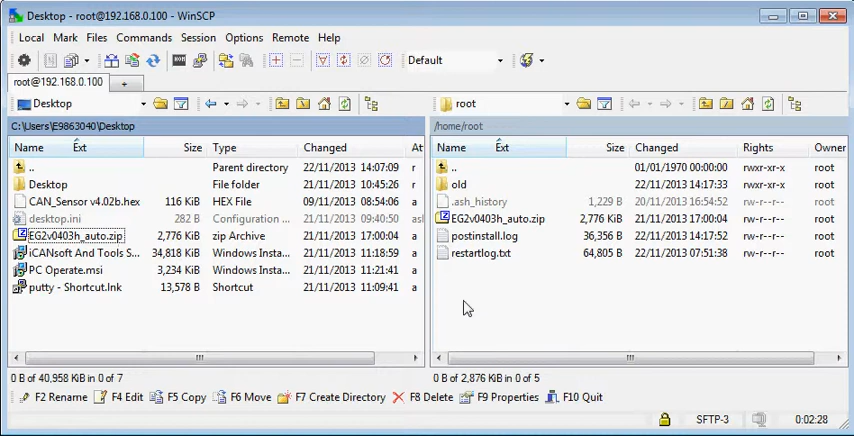 Desktop - root@192.168.0.100 - WinSCP
Local Mark Files Commands Session Options Remote Help
Default
root@192.168.0.100
Desktop
root
C:\Users\E9863040\Desktop
/home/root
Name Ext Size Type Changed At
Name Ext Size Changed Rights Owner
.. Parent directory 22/11/2013 14:07:09 r
.. 01/01/1970 00:00:00 rwxr-xr-x root
Desktop File folder 21/11/2013 10:45:26 r
old 22/11/2013 14:17:33 rwxr-xr-x root
CAN_Sensor v4.02b.hex 116 KiB HEX File 09/11/2013 08:54:06 a
.ash_history 1,229 B 20/11/2013 16:54:52 rw-r--r-- root
desktop.ini 282 B Configuration ... 21/11/2013 09:40:50 asl
EG2v0403h_auto.zip 2,776 KiB 21/11/2013 17:00:04 rw-r--r-- root
EG2v0403h_auto.zip 2,776 KiB zip Archive 21/11/2013 17:00:04 a
postinstall.log 36,356 B 22/11/2013 14:17:52 rw-r--r-- root
iCANsoft And Tools S... 34,818 KiB Windows Insta... 21/11/2013 11:18:59 a
restartlog.txt 64,805 B 22/11/2013 07:51:38 rw-r--r-- root
PC Operate.msi 3,234 KiB Windows Insta... 21/11/2013 11:21:41 a
putty - Shortcut.lnk 13,578 B Shortcut 21/11/2013 11:09:41 a
0 B of 40,958 KiB in 0 of 7
0 B of 2,876 KiB in 0 of 5
F2 Rename F4 Edit F5 Copy F6 Move F7 Create Directory F8 Delete F9 Properties F10 Quit
SFTP-3 0:02:28